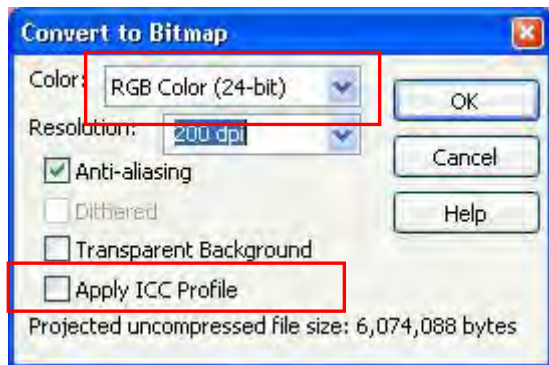 Convert to Bitmap
Color: RGB Color (24-bit)
OK
Resolution: 200 dpi
Cancel
Anti-aliasing
Dithered
Help
Transparent Background
Apply ICC Profile
Projected uncompressed file size: 6,074,088 bytes